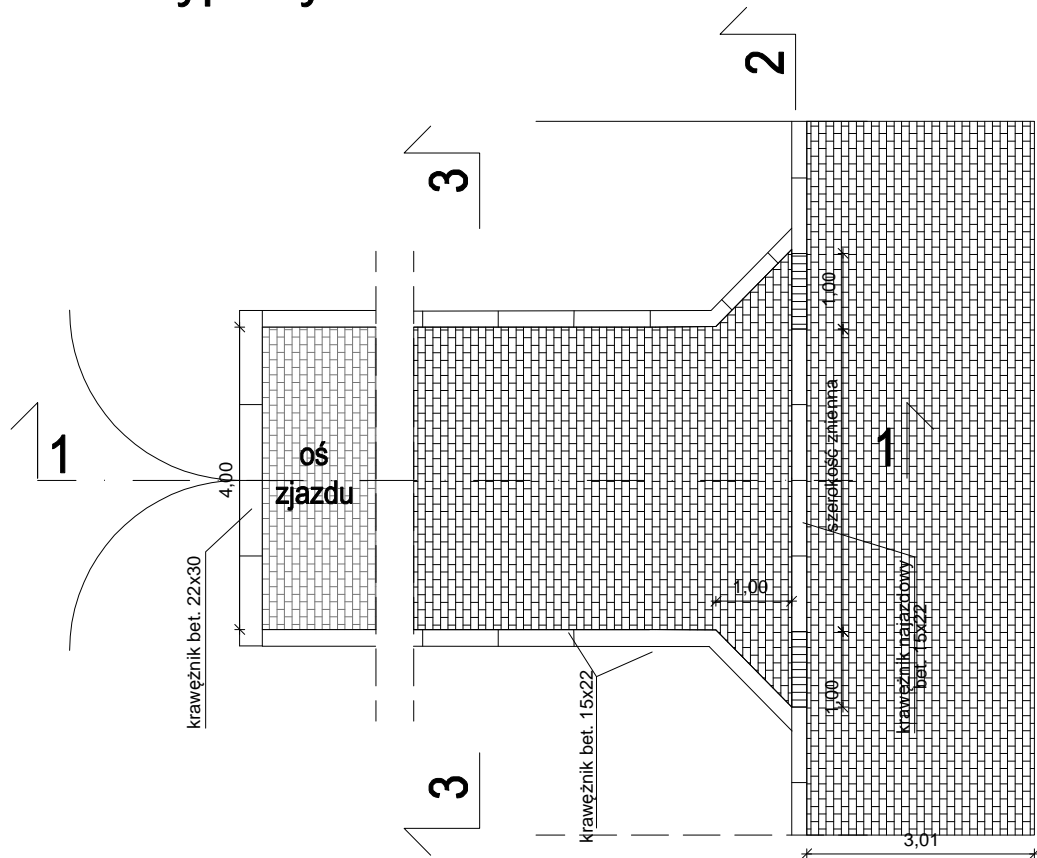 2
3
1
oś
zjazdu
4,00
krawężnik bet. 22x30
1,00
szerokość zmienna
1
1,00
krawężnik najazdowy
bet. 15x22
1,00
krawężnik bet. 15x22
3
3,01